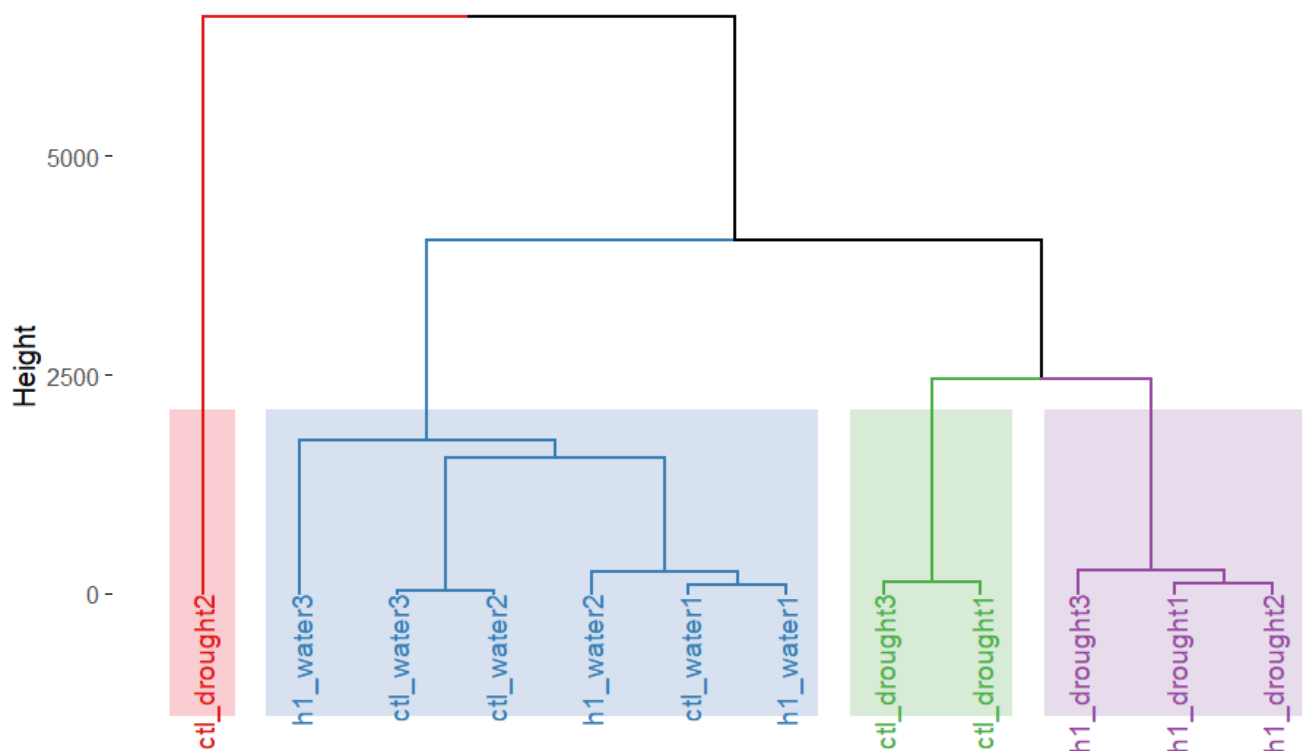 Height
5000
2500
0
ctl_drought2
h1_water3
ctl_water3
ctl_water2
h1_water2
ctl_water1
h1_water1
ctl_drought3
ctl_drought1
h1_drought3
h1_drought1
h1_drought2